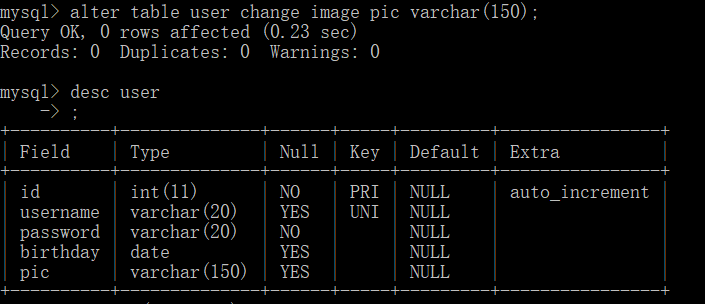 mysql> alter table user change image pic varchar(150);
Query OK, 0 rows affected (0.23 sec)
Records: 0  Duplicates: 0  Warnings: 0
mysql> desc user
    -> ;
+----------+--------------+------+-----+---------+----------------+
| Field    | Type         | Null | Key | Default | Extra          |
+----------+--------------+------+-----+---------+----------------+
| id       | int(11)      | NO   | PRI | NULL    | auto_increment |
| username | varchar(20)  | YES  | UNI | NULL    |                |
| password | varchar(20)  | NO   |     | NULL    |                |
| birthday | date         | YES  |     | NULL    |                |
| pic      | varchar(150) | YES  |     | NULL    |                |
+----------+--------------+------+-----+---------+----------------+